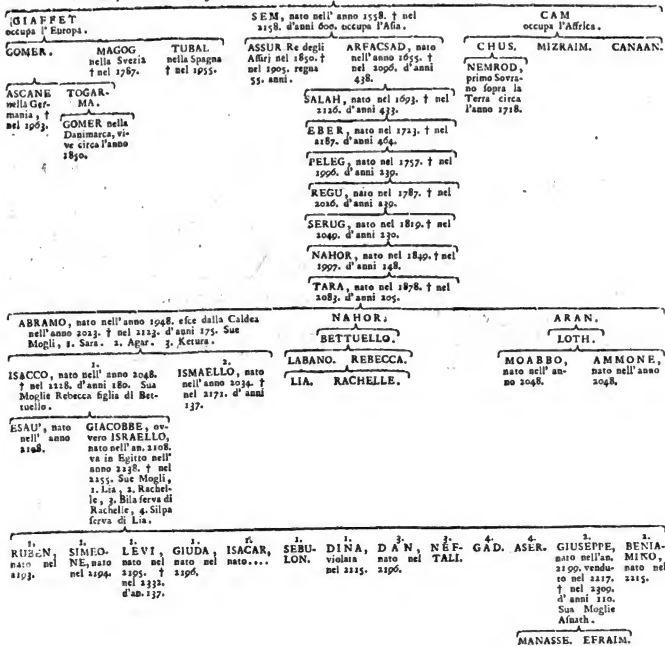 GIAFFET
occupa l'Europa.
SEM, nato nell' anno 1558. † nel
2158. d'anni 600. occupa l'Asia.
CAM
occupa l'Affrica.
GOMER.
MAGOG
nella Svezia
† nel 1787.
TUBAL
nella Spagna
† nel 1955.
ASSUR Re degli
Assirj nel 1850. †
nel 1905. regna
55. anni.
ARFACSAD, nato
nell'anno 1655. †
nel 2096. d'anni
438.
CHUS. MIZRAIM. CANAAN.
NEMROD,
primo Sovra-
no sopra la
Terra circa
l'anno 1718.
ASCANE
nella Ger-
mania, †
nel 1963.
TOGAR-
MA.
GOMER nella
Danimarca, vi-
ve circa l'anno
1850.
SALAH, nato nel 1693. † nel
2126. d'anni 433.
EBER, nato nel 1723. † nel
2187. d'anni 464.
PELEG, nato nel 1757. † nel
1996. d'anni 239.
REGU, nato nel 1787. † nel
2026. d'anni 239.
SERUG, nato nel 1819. † nel
2049. d'anni 230.
NAHOR, nato nel 1849. † nel
1997. d'anni 148.
TARA, nato nel 1878. † nel
2083. d'anni 205.
ABRAMO, nato nell'anno 1948. esce dalla Caldea
nell'anno 2023. † nel 2123. d'anni 175. Sue
Mogli, 1. Sara. 2. Agar. 3. Ketura.
NAHOR.
BETTUELLO.
LABANO. REBECCA.
LIA. RACHELLE.
ARAN.
LOTH.
MOABBO,
nato nell' an-
no 2048.
AMMONE,
nato nell'anno
2048.
1.
ISACCO, nato nell' anno 2048.
† nel 2228. d'anni 180. Sua
Moglie Rebecca figlia di Bet-
tuello.
2.
ISMAELLO, nato
nell'anno 2034. †
nel 2171. d' anni
137.
ESAU', nato
nell' anno
2108.
GIACOBBE, ov-
vero ISRAELLO,
nato nell'an. 2108.
va in Egitto nell'
anno 2238. † nel
2255. Sue Mogli,
1. Lia, 2. Rachel-
le, 3. Bila serva di
Rachelle, 4. Silpa
serva di Lia.
1.
RUBEN,
nato nel
2193.
1.
SIMEO-
NE, nato
nel 2194.
1.
LEVI,
nato nel
2195. †
nel 2332.
d'an. 137.
1.
GIUDA,
nato nel
2196.
1.
ISACAR,
nato....
1.
SEBU-
LON.
1.
DINA,
violata
nel 2215.
3.
DAN,
nato nel
2196.
3.
NEF-
TALI.
4.
GAD.
4.
ASER.
2.
GIUSEPPE,
nato nell'an.
2199. vendu-
to nel 2217.
† nel 2309.
d' anni 110.
Sua Moglie
Asnath.
2.
BENIA-
MINO,
nato nel
2215.
MANASSE. EFRAIM.